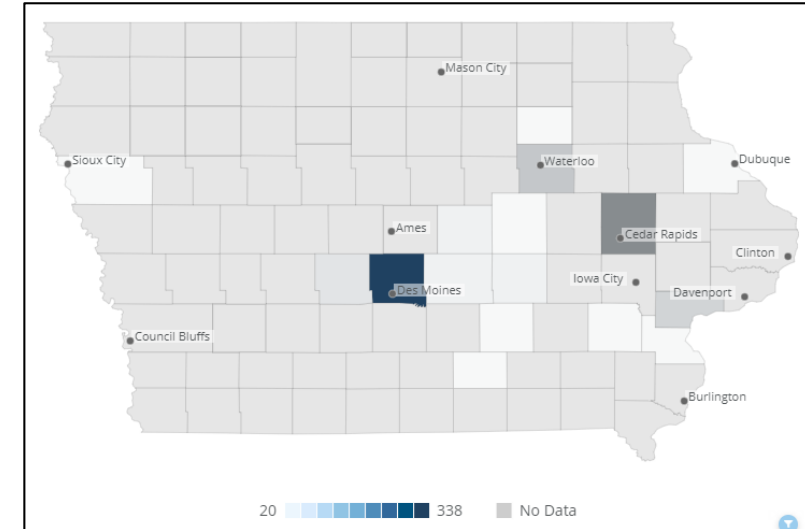 Mason City
Sioux City
Waterloo
Dubuque
Ames
Cedar Rapids
Clinton
Iowa City
Des Moines
Davenport
Council Bluffs
Burlington
20 338 No Data